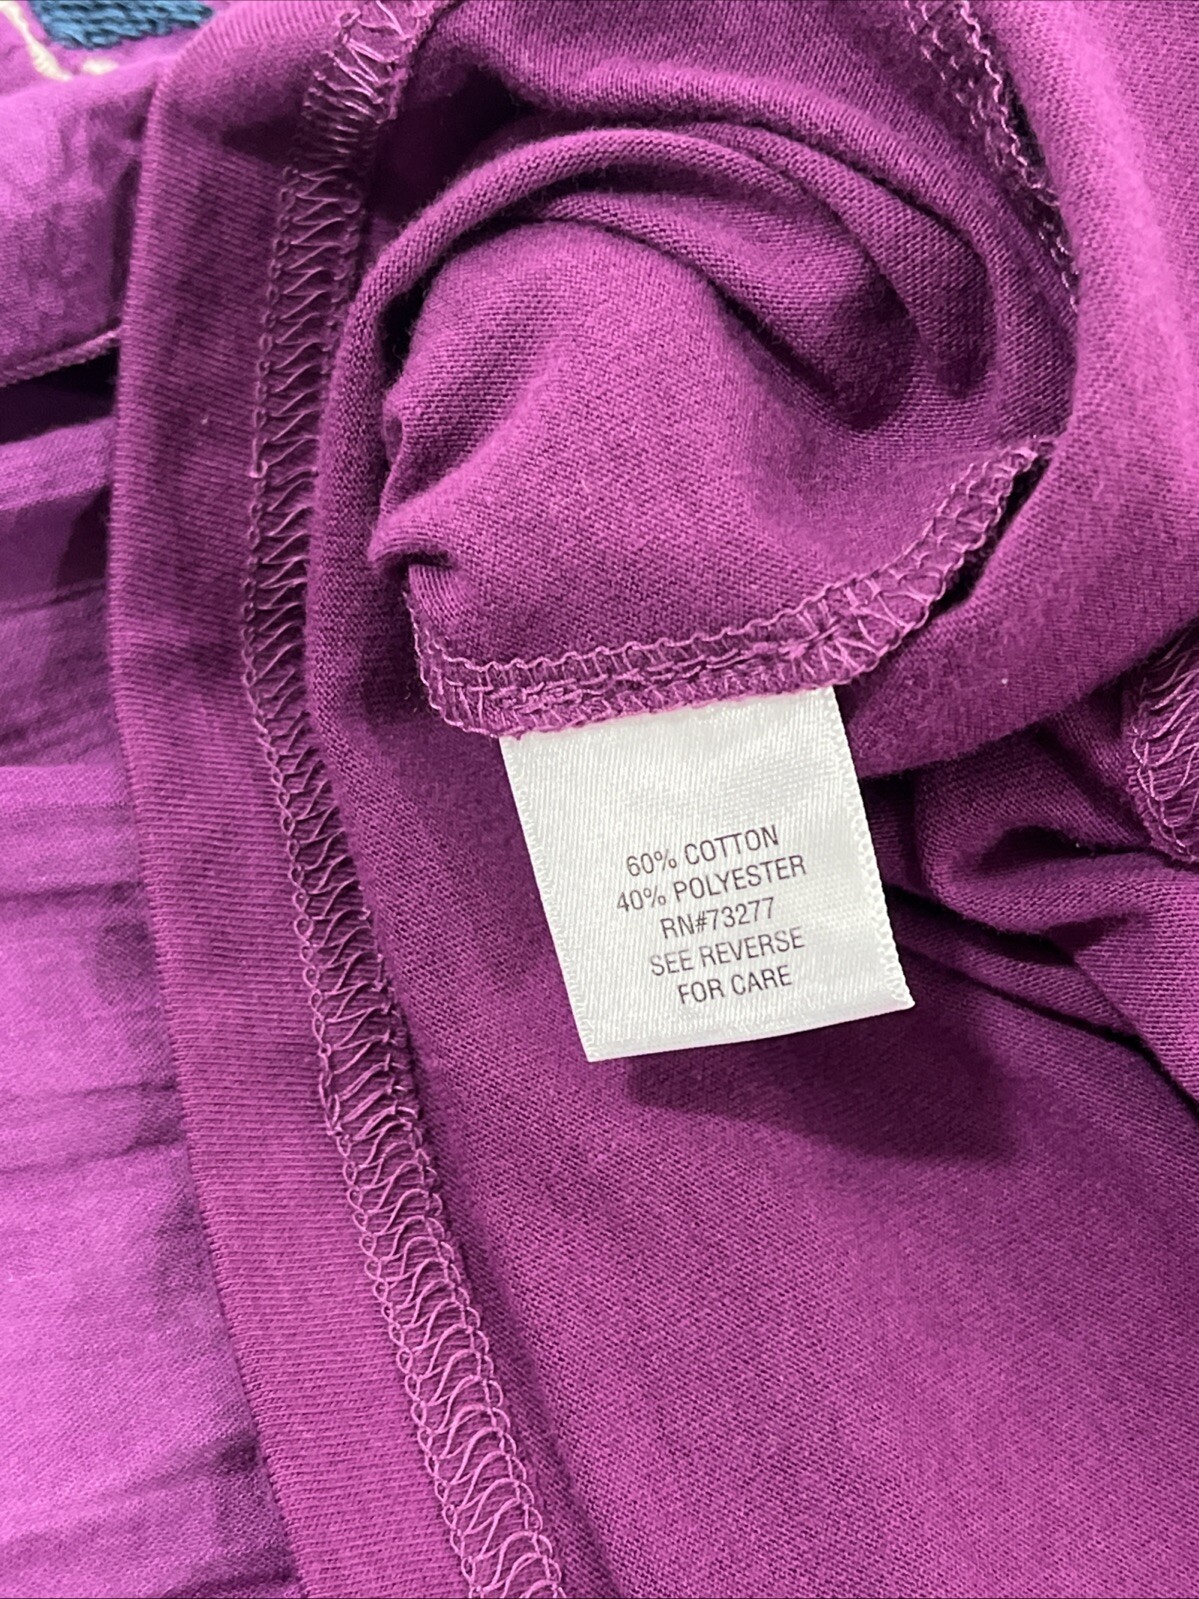 60% COTTON
40% POLYESTER
RN#73277
SEE REVERSE
FOR CARE